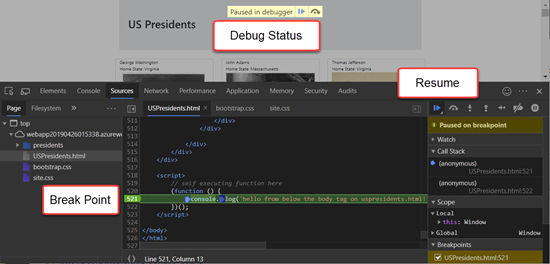 Paused in debugger
US Presidents
Debug Status
George Washington
Home State: Virginia
John Adams
Home State: Massachusetts
Thomas Jefferson
Home State: Virginia
Resume
Elements Console Sources Network Performance Application Memory Security Audits
Page Filesystem »
USPresidents.html × bootstrap.css site.css
Paused on breakpoint
top
webapp20190426015338.azurewe
presidents
USPresidents.html
bootstrap.css
site.css
Break Point
511 </div>
512 </div>
513
514 </div>
515 </div>
516 </div>
517
518 <script>
519 // self executing function here
520 (function () {
521 console.log('hello from below the body tag on uspresidents.html!
522 })();
523 </script>
524
525 </body>
526 </html>
527
{} Line 521, Column 13
Watch
Call Stack
(anonymous)
USPresidents.html:521
(anonymous)
USPresidents.html:522
Scope
Local
this: Window
Global Window
Breakpoints
USPresidents.html:521